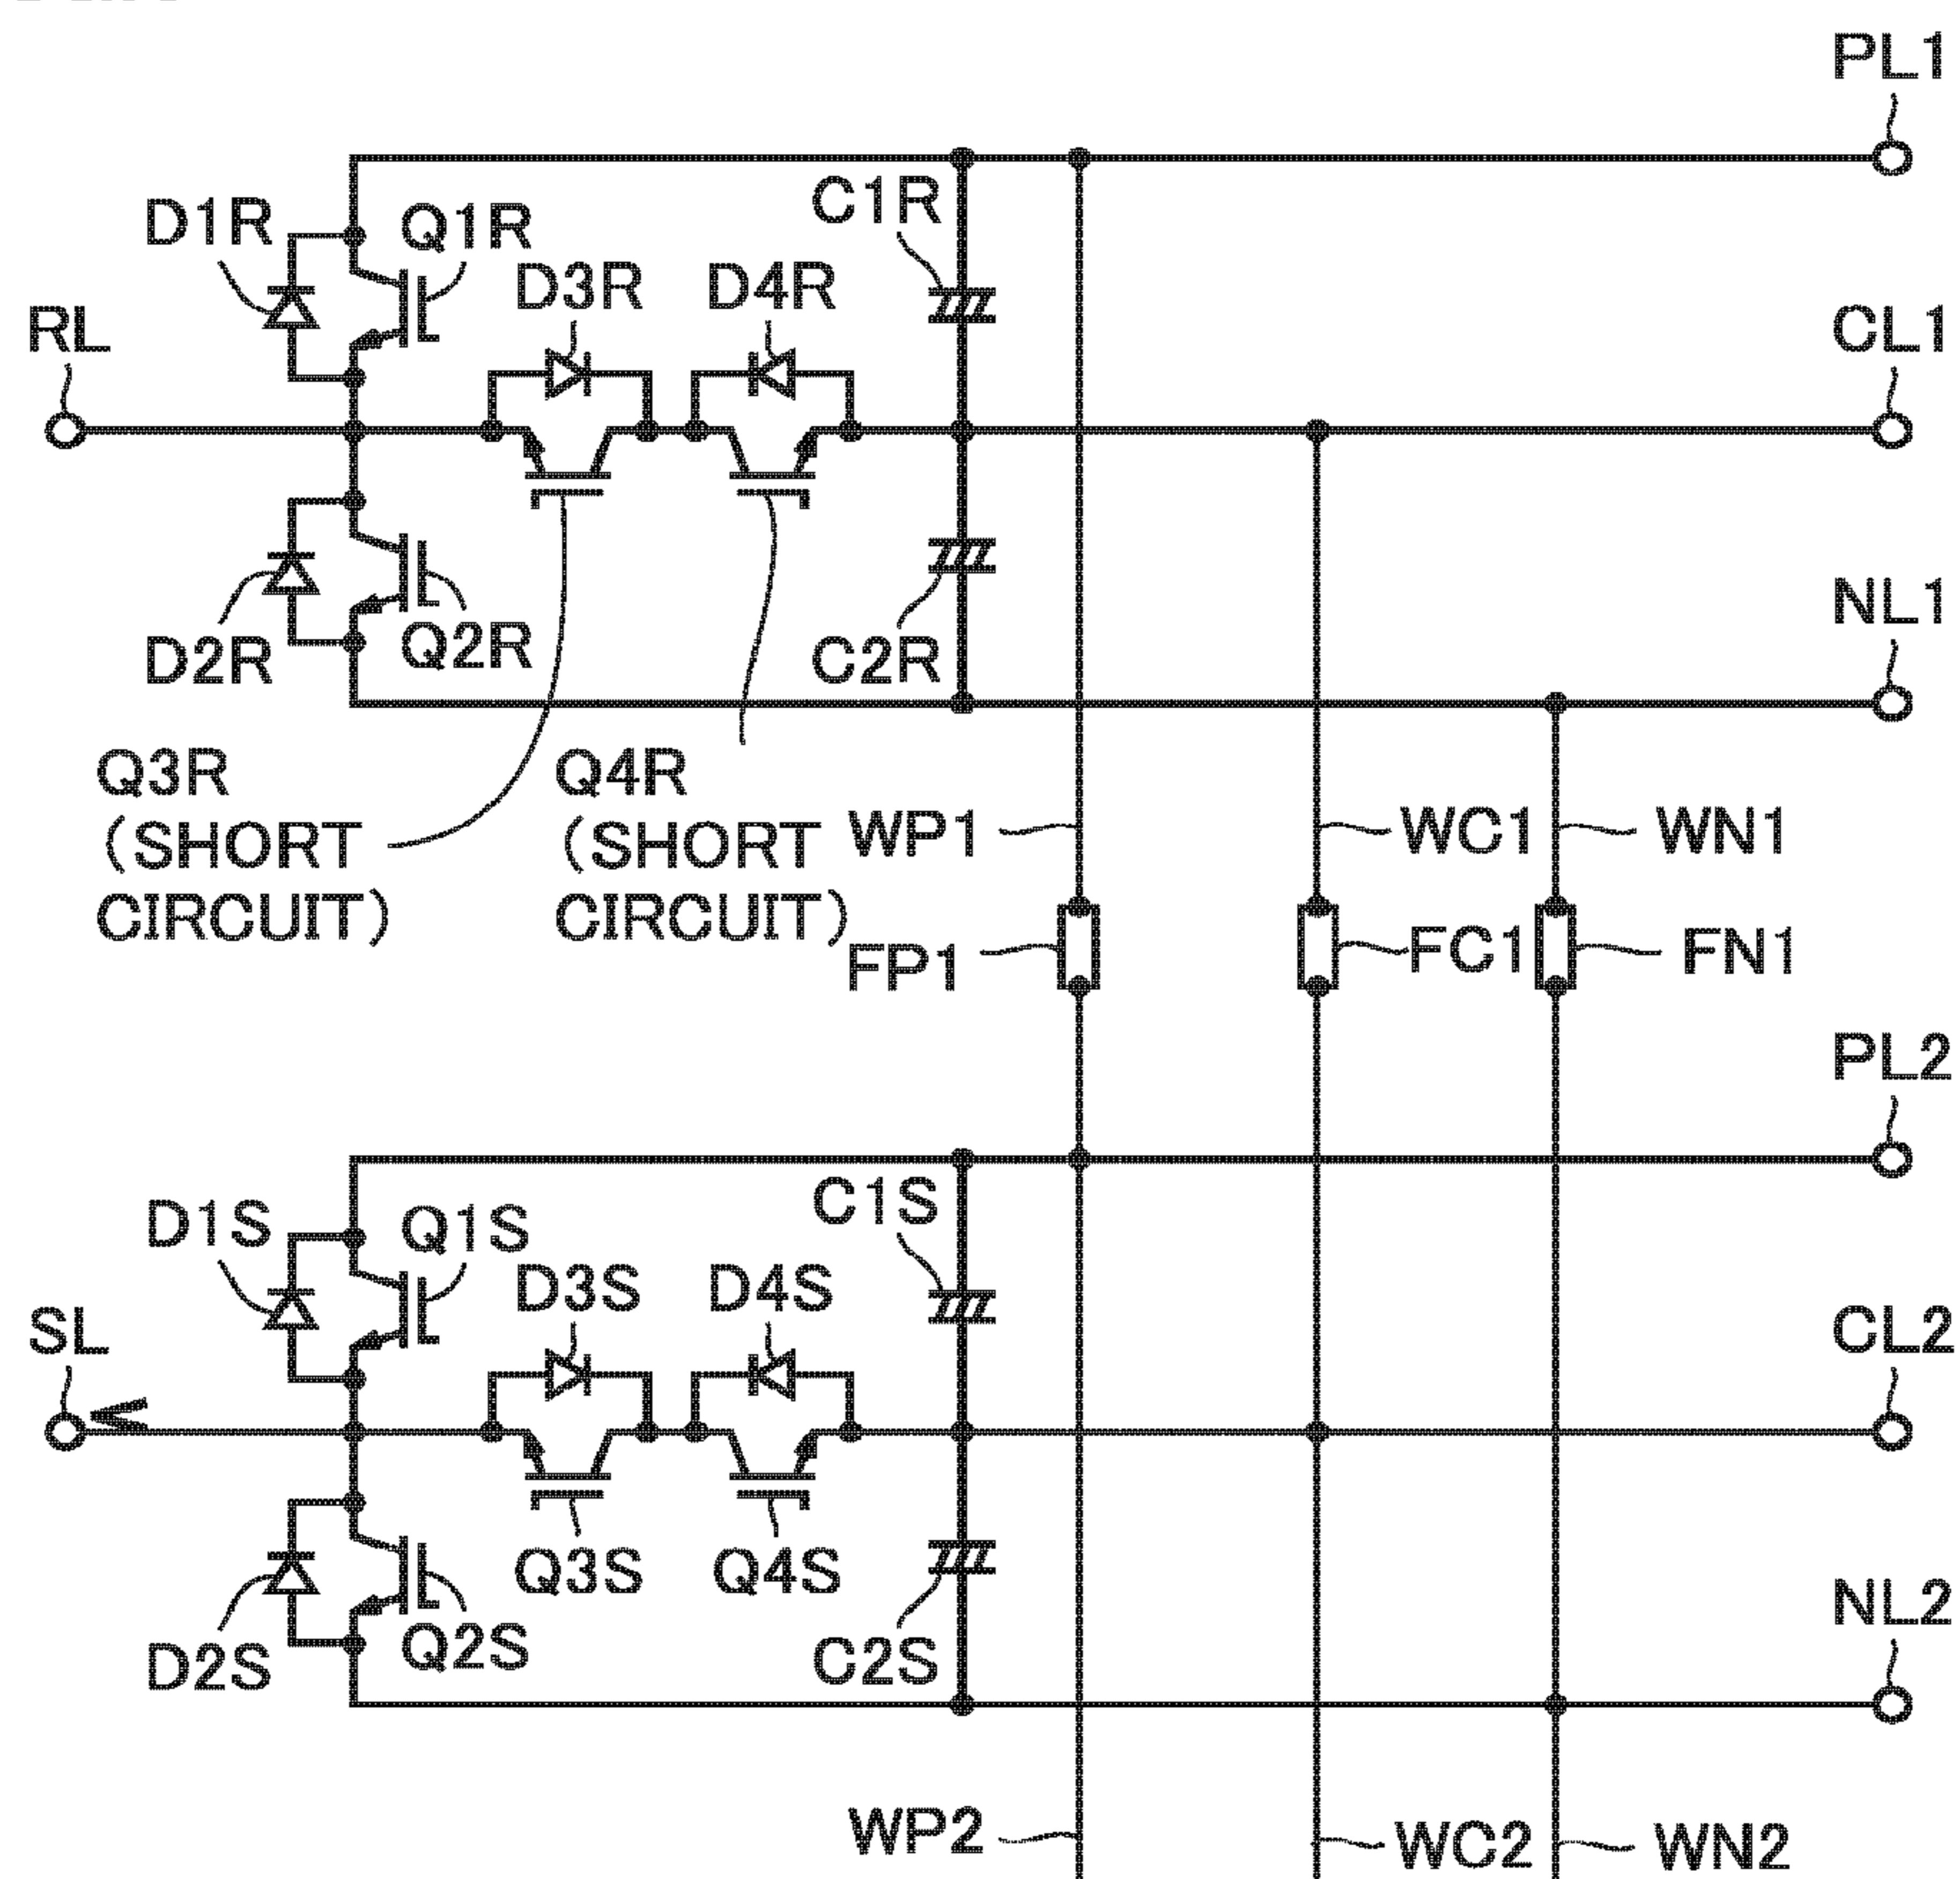 PL1
D1R
Q1R
C1R
D3R
D4R
RL
CL1
D2R
Q2R
C2R
NL1
Q3R
(SHORT
CIRCUIT)
Q4R
(SHORT
CIRCUIT)
WP1
WC1
WN1
FP1
FC1
FN1
PL2
D1S
Q1S
C1S
D3S
D4S
SL
CL2
Q3S
Q4S
D2S
Q2S
C2S
NL2
WP2
WC2
WN2